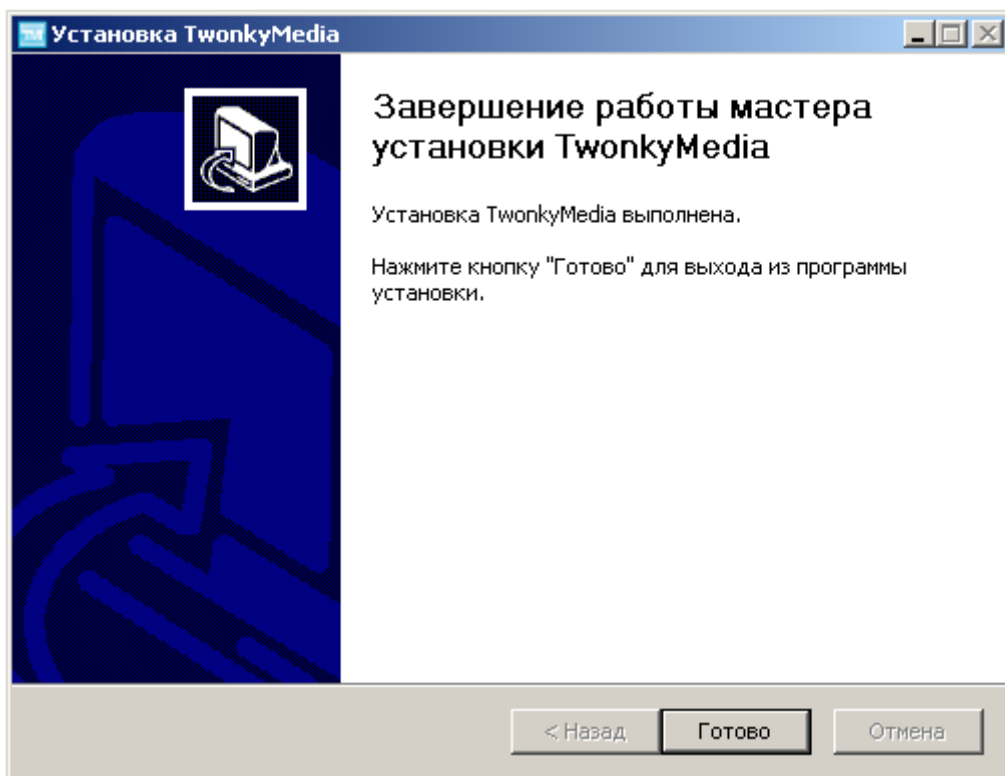 Установка TwonkyMedia
Завершение работы мастера
установки TwonkyMedia
Установка TwonkyMedia выполнена.
Нажмите кнопку "Готово" для выхода из программы
установки.
< Назад
Готово
Отмена